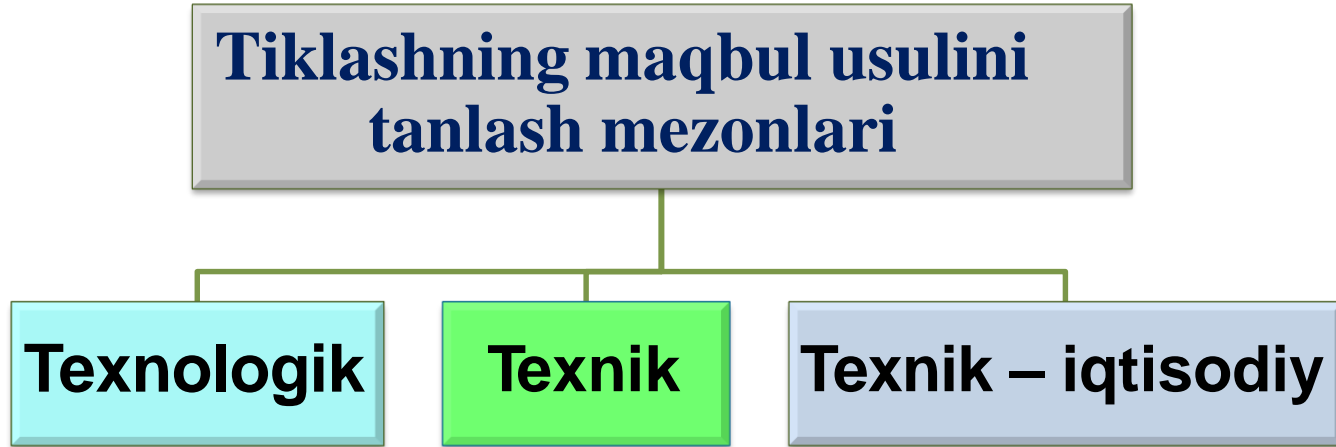 Tiklashning maqbul usulini
tanlash mezonlari
Texnologik
Texnik
Texnik – iqtisodiy